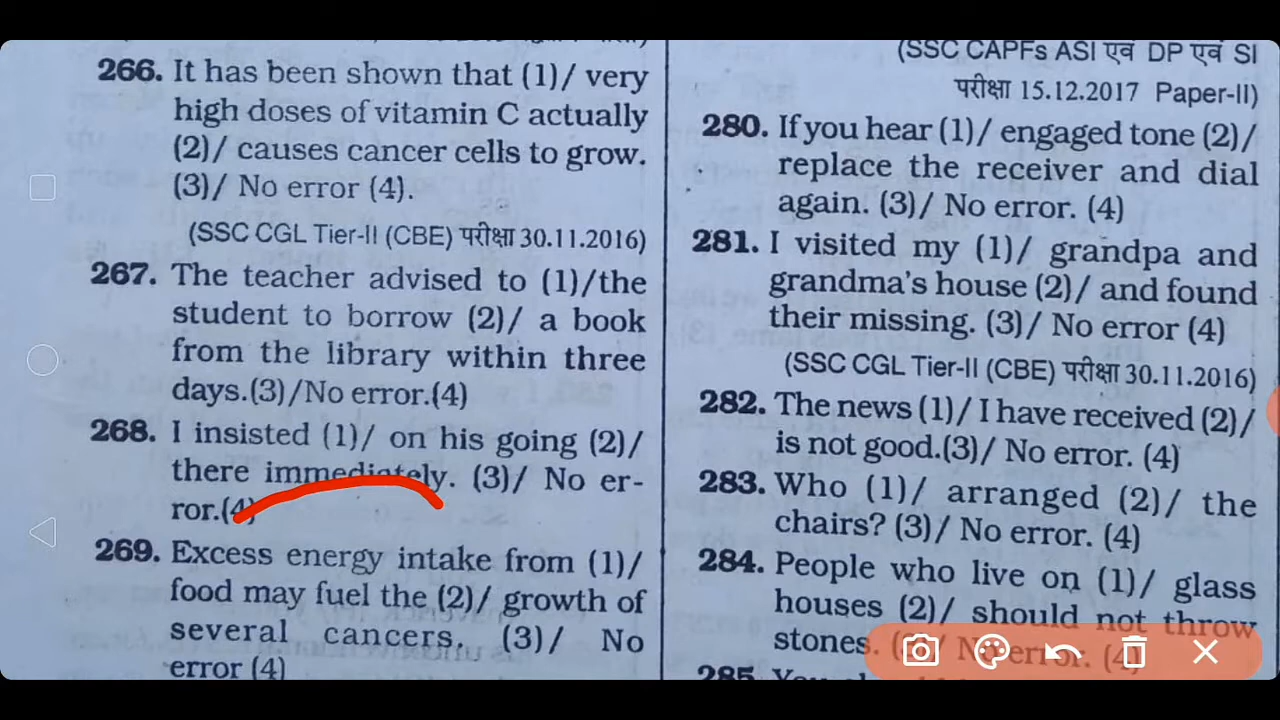 266. It has been shown that (1)/ very
high doses of vitamin C actually
(2)/ causes cancer cells to grow.
(3)/ No error (4).
(SSC CGL Tier-II (CBE) परीक्षा 30.11.2016)
267. The teacher advised to (1)/the
student to borrow (2)/ a book
from the library within three
days.(3)/No error.(4)
268. I insisted (1)/ on his going (2)/
there immediately. (3)/ No er-
ror.(4)
269. Excess energy intake from (1)/
food may fuel the (2)/ growth of
several cancers. (3)/ No
error (4)
(SSC CAPFs ASI एवं DP एवं SI
परीक्षा 15.12.2017 Paper-II)
280. If you hear (1)/ engaged tone (2)/
replace the receiver and dial
again. (3)/ No error. (4)
281. I visited my (1)/ grandpa and
grandma's house (2)/ and found
their missing. (3)/ No error (4)
(SSC CGL Tier-II (CBE) परीक्षा 30.11.2016)
282. The news (1)/ I have received (2)/
is not good.(3)/ No error. (4)
283. Who (1)/ arranged (2)/ the
chairs? (3)/ No error. (4)
284. People who live on (1)/ glass
houses (2)/ should not throw
stones. No error. (4)
285.